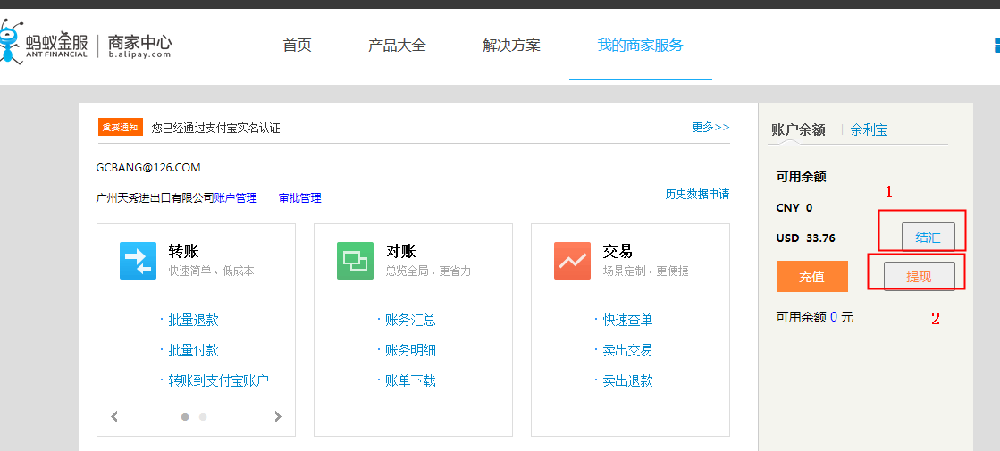 蚂蚁金服 商家中心
ANT FINANCIAL b.alipay.com
首页 产品大全 解决方案 我的商家服务
重要通知 您已经通过支付宝实名认证 更多>>
GCBANG@126.COM
广州天秀进出口有限公司账户管理 审批管理 历史数据申请
转账
快速简单、低成本
· 批量退款
· 批量付款
· 转账到支付宝账户
对账
总览全局、更省力
· 账务汇总
· 账务明细
· 账单下载
交易
场景定制、更便捷
· 快速查单
· 卖出交易
· 卖出退款
账户余额 余利宝
可用余额
1
CNY 0
USD 33.76 结汇
充值 提现
可用余额 0 元
2